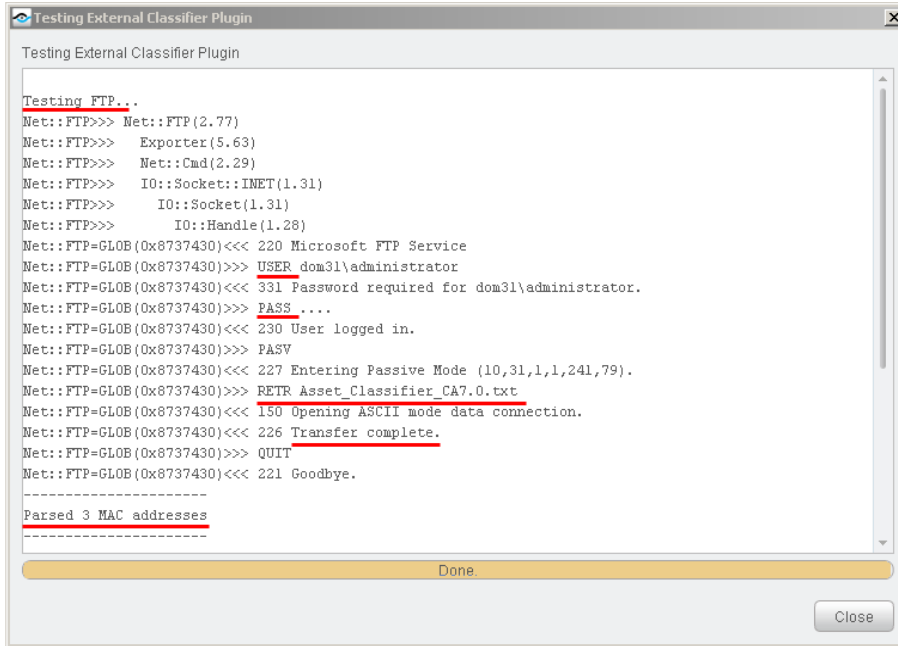 Testing External Classifier Plugin
Testing External Classifier Plugin
Testing FTP...
Net::FTP>>> Net::FTP(2.77)
Net::FTP>>>   Exporter(5.63)
Net::FTP>>>   Net::Cmd(2.29)
Net::FTP>>>   IO::Socket::INET(1.31)
Net::FTP>>>     IO::Socket(1.31)
Net::FTP>>>       IO::Handle(1.28)
Net::FTP=GLOB(0x8737430)<<< 220 Microsoft FTP Service
Net::FTP=GLOB(0x8737430)>>> USER dom31\administrator
Net::FTP=GLOB(0x8737430)<<< 331 Password required for dom31\administrator.
Net::FTP=GLOB(0x8737430)>>> PASS ....
Net::FTP=GLOB(0x8737430)<<< 230 User logged in.
Net::FTP=GLOB(0x8737430)>>> PASV
Net::FTP=GLOB(0x8737430)<<< 227 Entering Passive Mode (10,31,1,1,241,79).
Net::FTP=GLOB(0x8737430)>>> RETR Asset_Classifier_CA7.0.txt
Net::FTP=GLOB(0x8737430)<<< 150 Opening ASCII mode data connection.
Net::FTP=GLOB(0x8737430)<<< 226 Transfer complete.
Net::FTP=GLOB(0x8737430)>>> QUIT
Net::FTP=GLOB(0x8737430)<<< 221 Goodbye.
----------------------
Parsed 3 MAC addresses
----------------------
Done.
Close